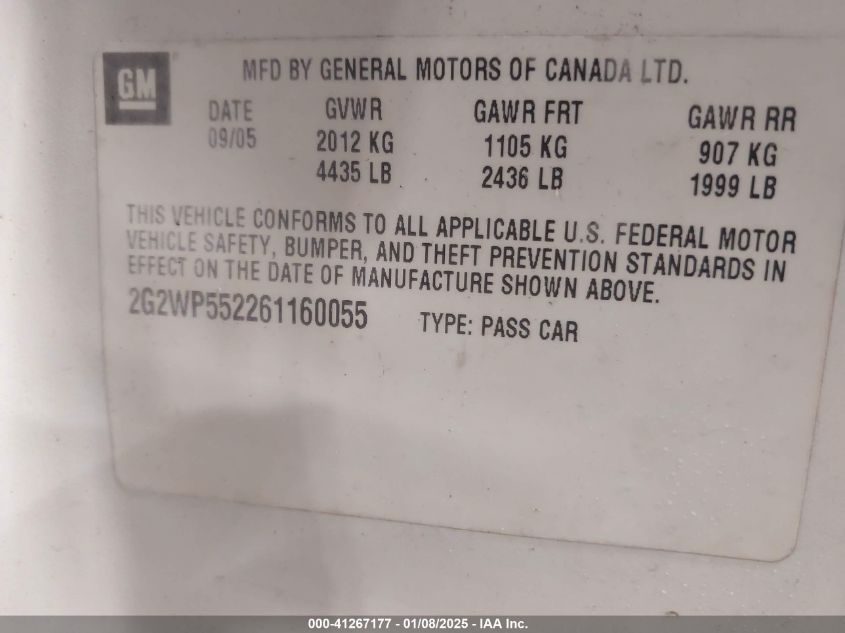 GM
MFD BY GENERAL MOTORS OF CANADA LTD.
DATE GVWR GAWR FRT GAWR RR
09/05 2012 KG 1105 KG 907 KG
4435 LB 2436 LB 1999 LB
THIS VEHICLE CONFORMS TO ALL APPLICABLE U.S. FEDERAL MOTOR
VEHICLE SAFETY, BUMPER, AND THEFT PREVENTION STANDARDS IN
EFFECT ON THE DATE OF MANUFACTURE SHOWN ABOVE.
2G2WP552261160055 TYPE: PASS CAR
000-41267177 - 01/08/2025 - IAA Inc.